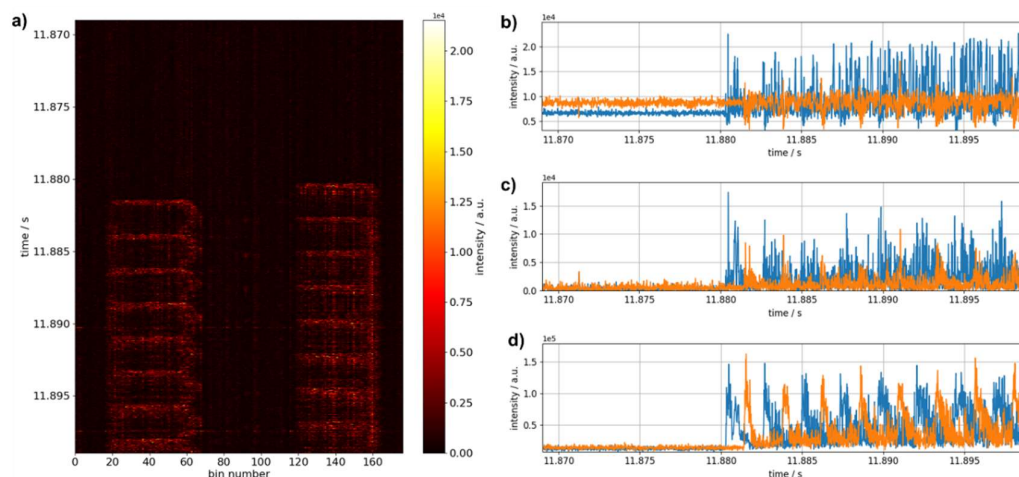 a)
11.870
11.875
11.880
11.885
11.890
11.895
time / s
0 20 40 60 80 100 120 140 160
bin number
1e4
2.00
1.75
1.50
1.25
1.00
0.75
0.50
0.25
0.00
intensity / a.u.
b)
1e4
2.0
1.5
1.0
0.5
intensity / a.u.
11.870 11.875 11.880 11.885 11.890 11.895
time / s
c)
1e4
1.5
1.0
0.5
0.0
intensity / a.u.
11.870 11.875 11.880 11.885 11.890 11.895
time / s
d)
1e5
1.5
1.0
0.5
intensity / a.u.
11.870 11.875 11.880 11.885 11.890 11.895
time / s